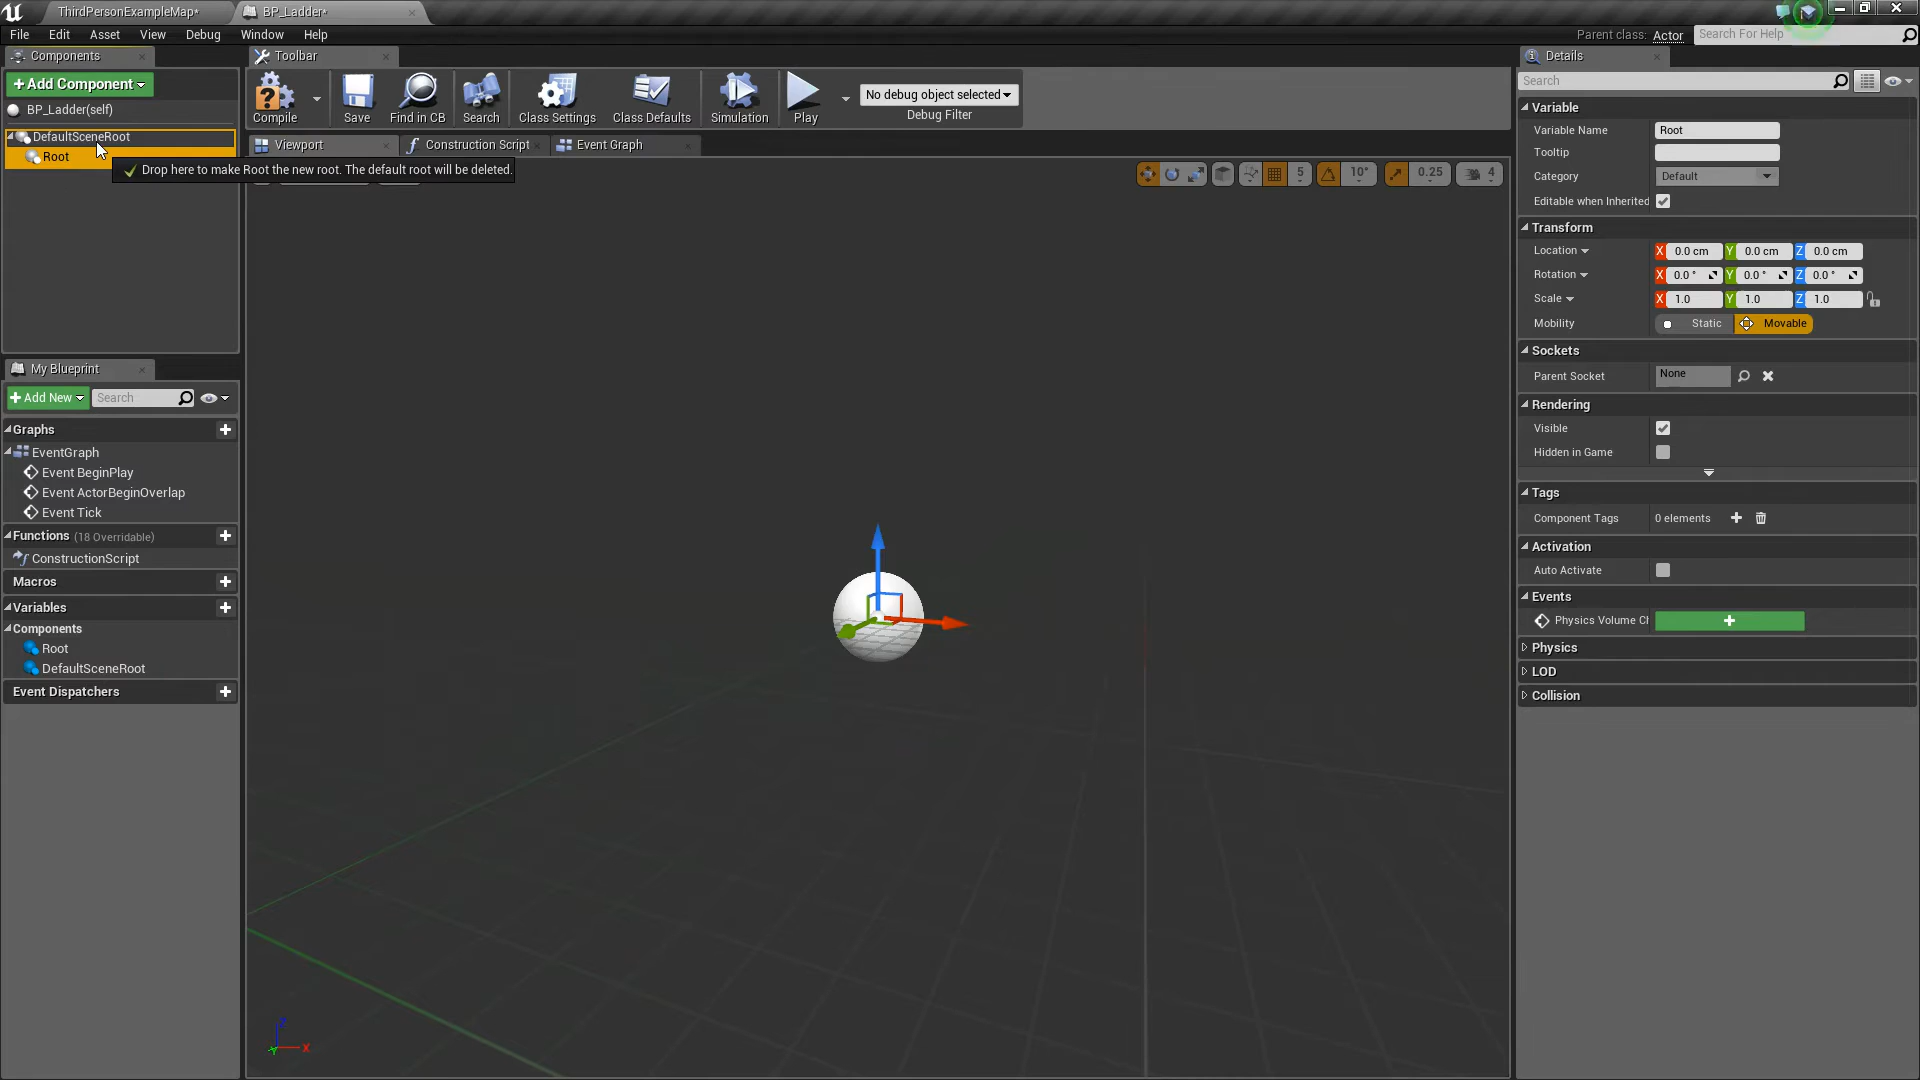 ThirdPersonExampleMap*
BP_Ladder*
File Edit Asset View Debug Window Help
Parent class: Actor
Search For Help
Components
+ Add Component
BP_Ladder(self)
DefaultSceneRoot
Root
Drop here to make Root the new root. The default root will be deleted.
Toolbar
Compile
Save
Find in CB
Search
Class Settings
Class Defaults
Simulation
Play
No debug object selected
Debug Filter
Viewport
Construction Script
Event Graph
5
10°
0.25
4
My Blueprint
+ Add New
Search
Graphs
EventGraph
Event BeginPlay
Event ActorBeginOverlap
Event Tick
Functions (18 Overridable)
ConstructionScript
Macros
Variables
Components
Root
DefaultSceneRoot
Event Dispatchers
Z
X
Y
Details
Search
Variable
Variable Name Root
Tooltip
Category Default
Editable when Inherited
Transform
Location X 0.0 cm Y 0.0 cm Z 0.0 cm
Rotation X 0.0 ° Y 0.0 ° Z 0.0 °
Scale X 1.0 Y 1.0 Z 1.0
Mobility Static Movable
Sockets
Parent Socket None
Rendering
Visible
Hidden in Game
Tags
Component Tags 0 elements
Activation
Auto Activate
Events
Physics Volume Ch
Physics
LOD
Collision